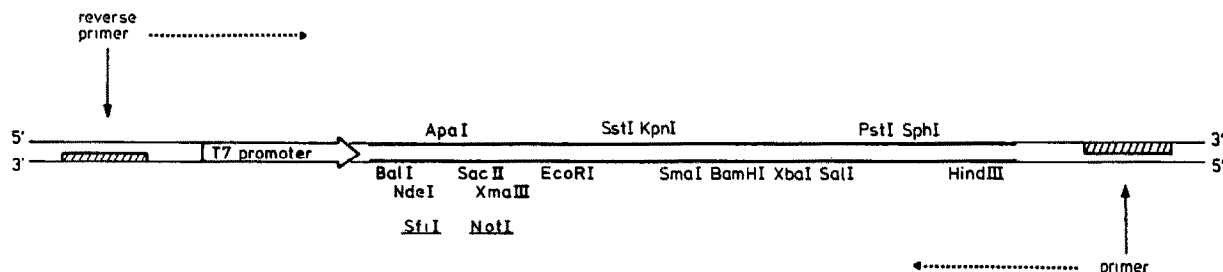 reverse
primer
5' 3'
ApaI SstI KpnI PstI SphI
T7 promoter
3' 5'
BalI SacII EcoRI SmaI BamHI XbaI SalI HindIII
NdeI XmaIII
SfiI NotI
primer